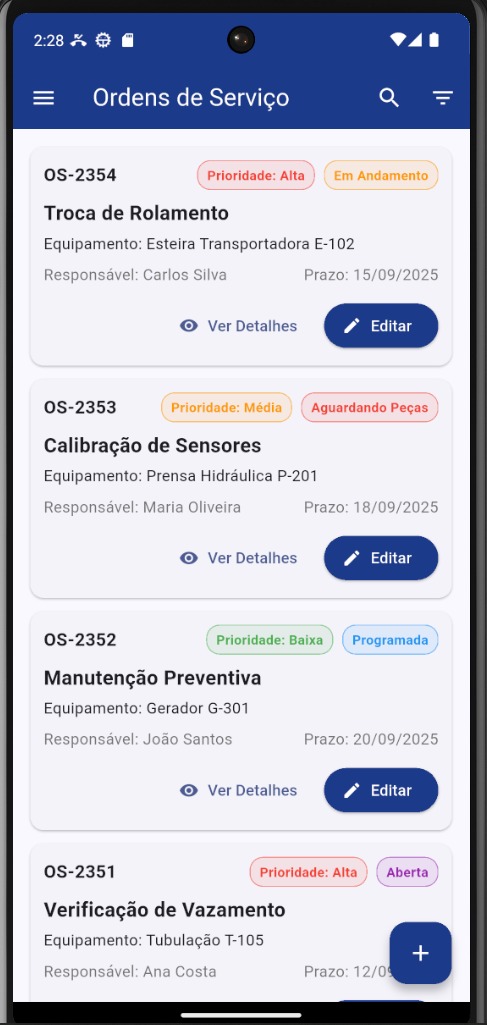 2:28
Ordens de Serviço
OS-2354 Prioridade: Alta Em Andamento
Troca de Rolamento
Equipamento: Esteira Transportadora E-102
Responsável: Carlos Silva Prazo: 15/09/2025
Ver Detalhes Editar
OS-2353 Prioridade: Média Aguardando Peças
Calibração de Sensores
Equipamento: Prensa Hidráulica P-201
Responsável: Maria Oliveira Prazo: 18/09/2025
Ver Detalhes Editar
OS-2352 Prioridade: Baixa Programada
Manutenção Preventiva
Equipamento: Gerador G-301
Responsável: João Santos Prazo: 20/09/2025
Ver Detalhes Editar
OS-2351 Prioridade: Alta Aberta
Verificação de Vazamento
Equipamento: Tubulação T-105
Responsável: Ana Costa Prazo: 12/09
+